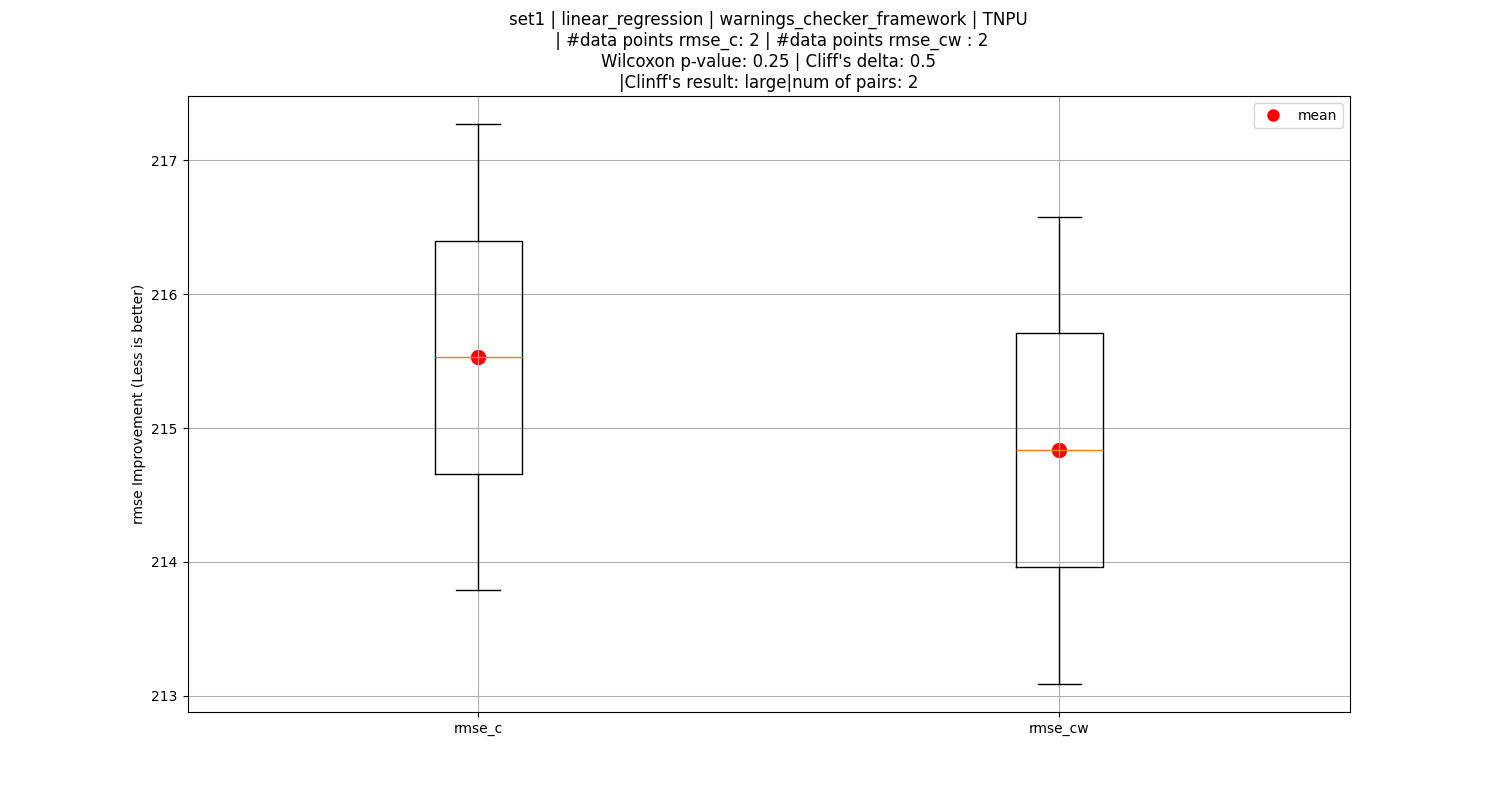 set1 | linear_regression | warnings_checker_framework | TNPU
| #data points rmse_c: 2 | #data points rmse_cw : 2
Wilcoxon p-value: 0.25 | Cliff's delta: 0.5
|Clinff's result: large|num of pairs: 2
mean
217
216
215
214
213
rmse Improvement (Less is better)
rmse_c
rmse_cw